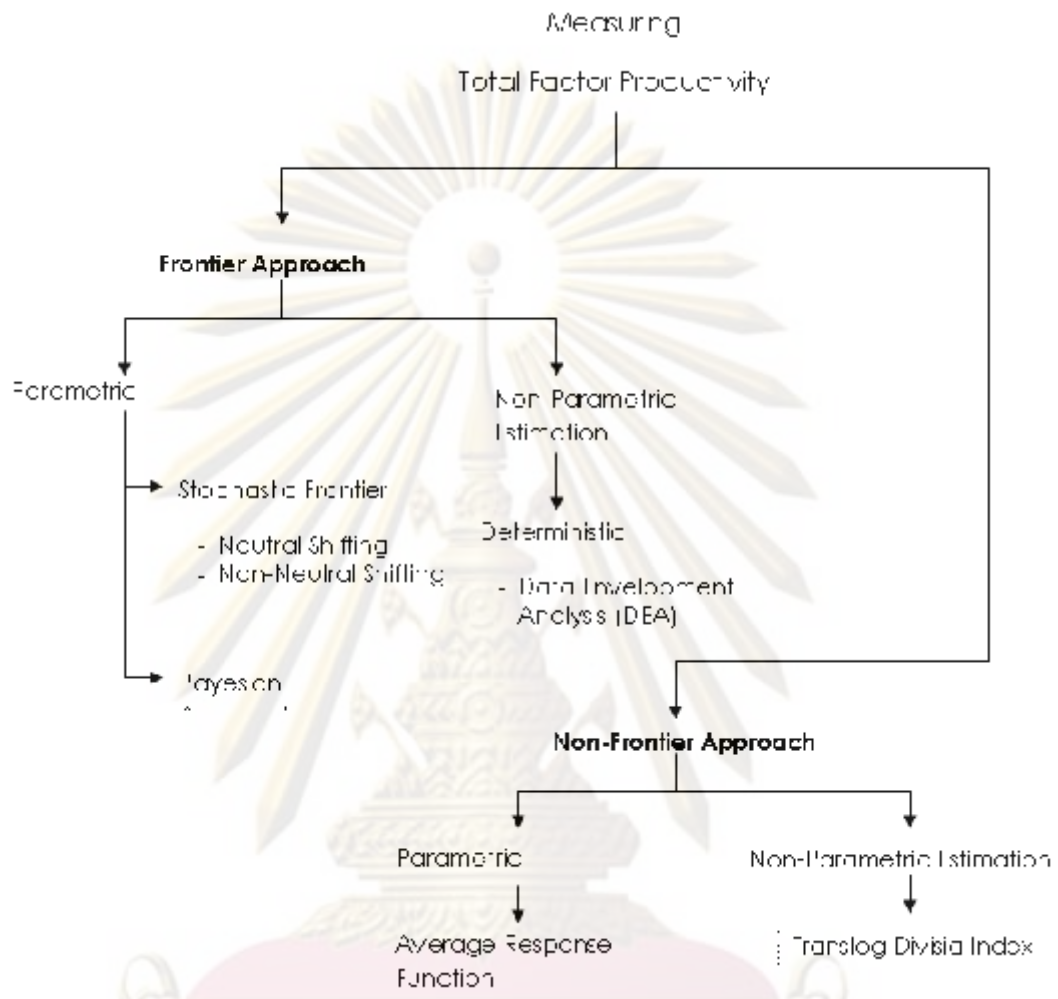 Measuring
Total Factor Productivity
Frontier Approach
Parametric
Non Parametric
Estimation
Stochastic Frontier
- Neutral Shifting
- Non-Neutral Shifting
Deterministic
- Data Envelopment
Analysis (DEA)
Bayesian
Non-Frontier Approach
Parametric
Non-Parametric Estimation
Average Response
Function
Translog Divisia Index